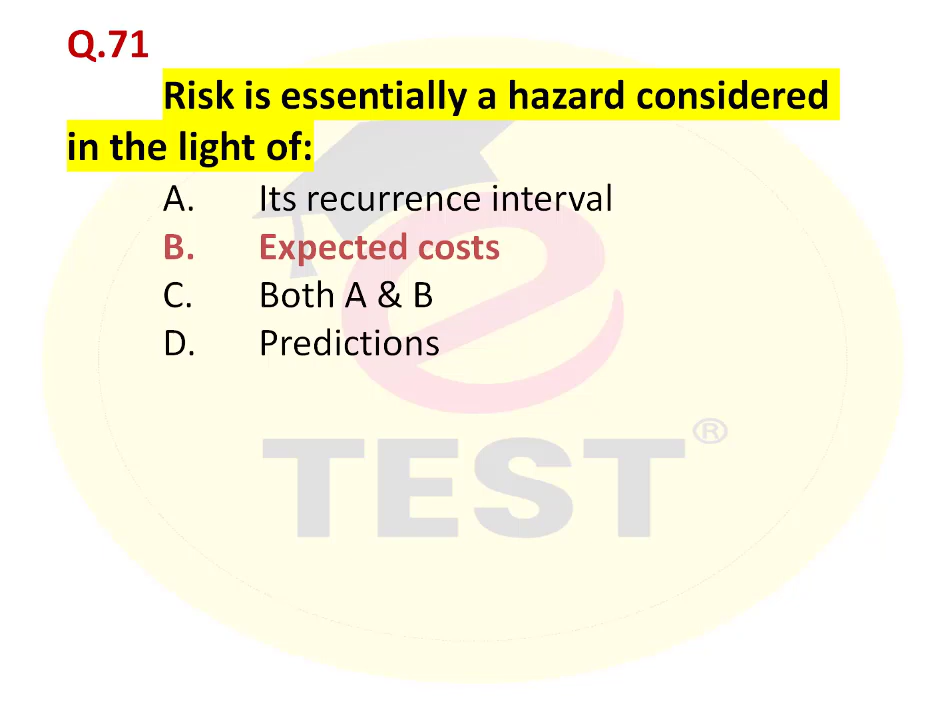 Q.71
Risk is essentially a hazard considered
in the light of:
A. Its recurrence interval
B. Expected costs
C. Both A & B
D. Predictions
e
TEST®